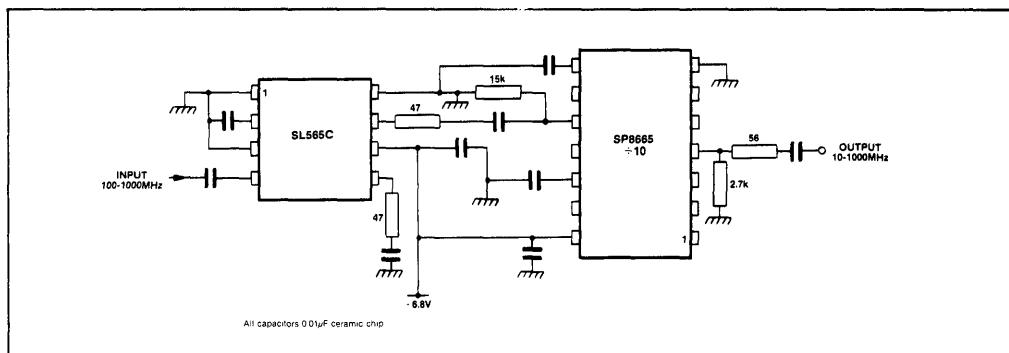 1
SL565C
INPUT
100-1000MHz
47
15k
47
- 6.8V
SP8665
÷10
1
56
2.7k
OUTPUT
10-1000MHz
All capacitors 0 01µF ceramic chip